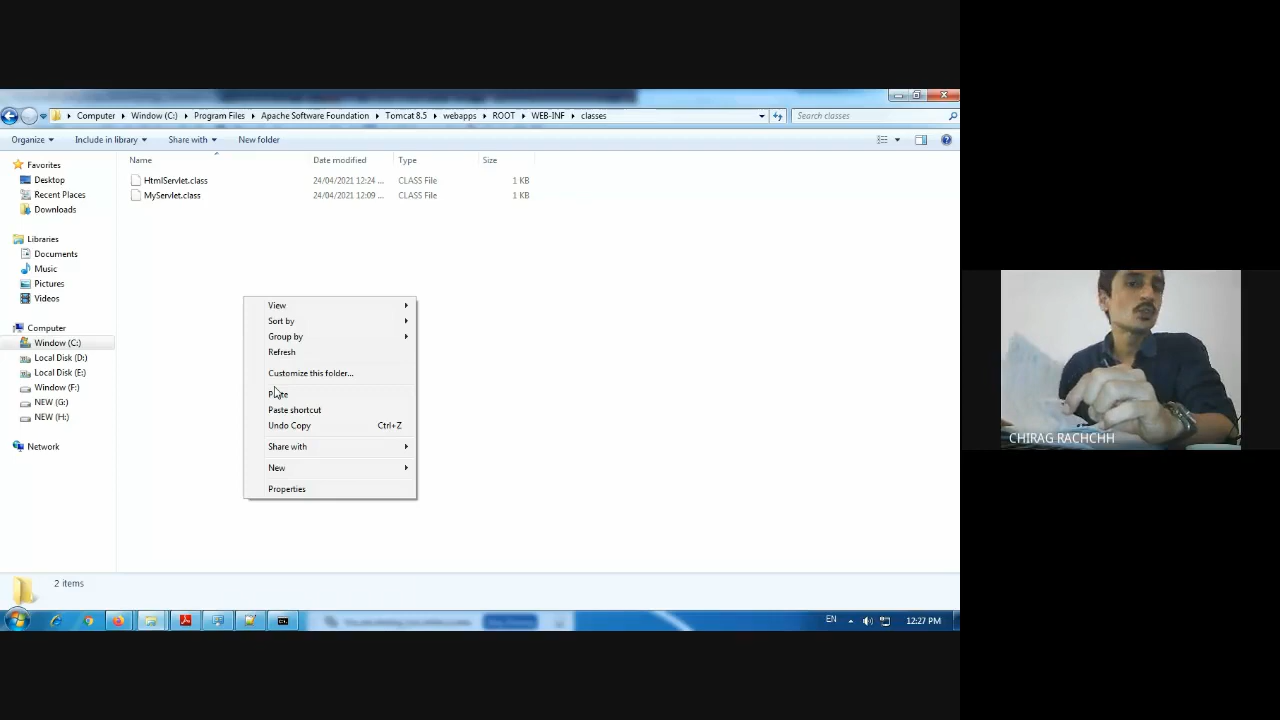 Computer Window (C:) Program Files Apache Software Foundation Tomcat 8.5 webapps ROOT WEB-INF classes
Search classes
Organize Include in library Share with New folder
Name Date modified Type Size
HtmlServlet.class 24/04/2021 12:24 ... CLASS File 1 KB
MyServlet.class 24/04/2021 12:09 ... CLASS File 1 KB
Favorites
Desktop
Recent Places
Downloads
Libraries
Documents
Music
Pictures
Videos
Computer
Window (C:)
Local Disk (D:)
Local Disk (E:)
Window (F:)
NEW (G:)
NEW (H:)
Network
View
Sort by
Group by
Refresh
Customize this folder...
Paste
Paste shortcut
Undo Copy Ctrl+Z
Share with
New
Properties
2 items
EN
12:27 PM
CHIRAG RACHCHH